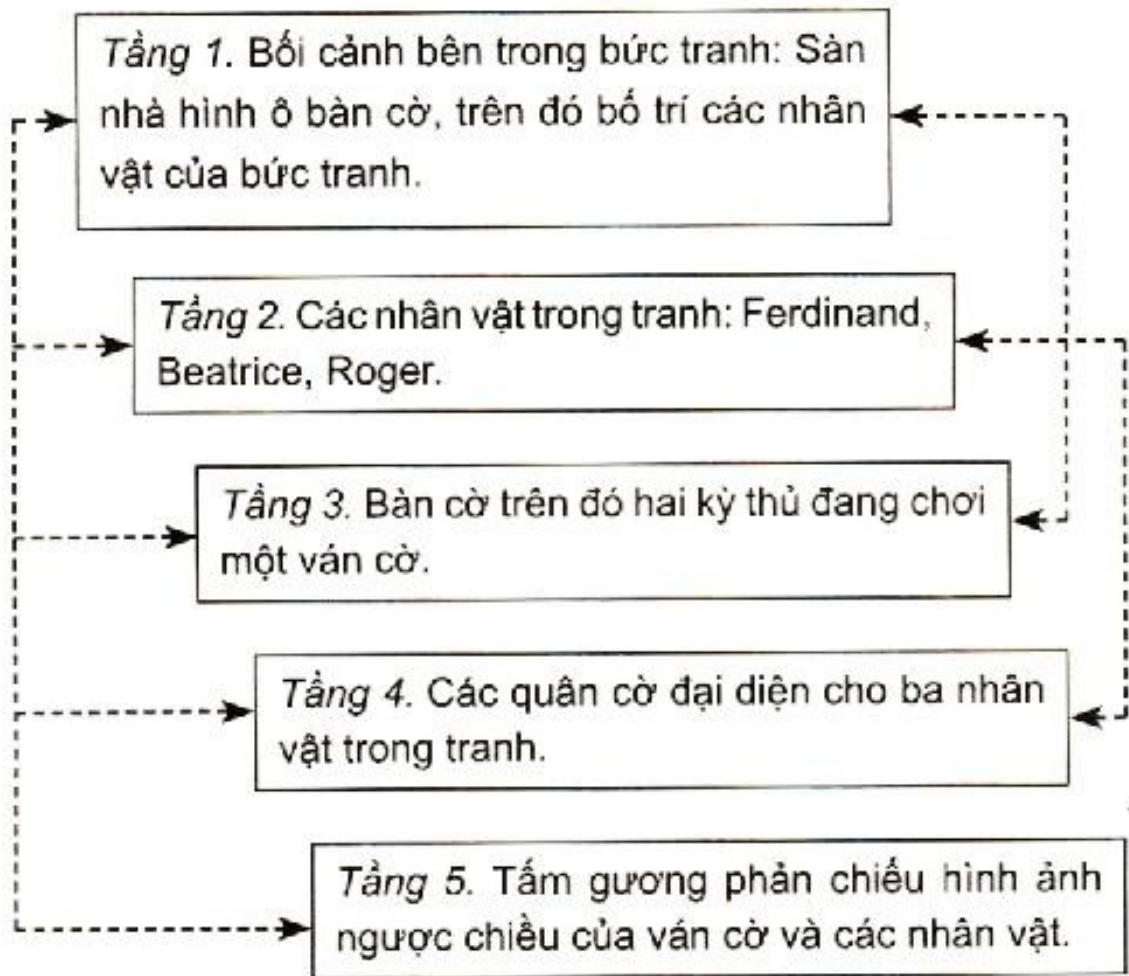 Tầng 1. Bối cảnh bên trong bức tranh: Sàn
nhà hình ô bàn cờ, trên đó bố trí các nhân
vật của bức tranh.
Tầng 2. Các nhân vật trong tranh: Ferdinand,
Beatrice, Roger.
Tầng 3. Bàn cờ trên đó hai kỳ thủ đang chơi
một ván cờ.
Tầng 4. Các quân cờ đại diện cho ba nhân
vật trong tranh.
Tầng 5. Tấm gương phản chiếu hình ảnh
ngược chiều của ván cờ và các nhân vật.